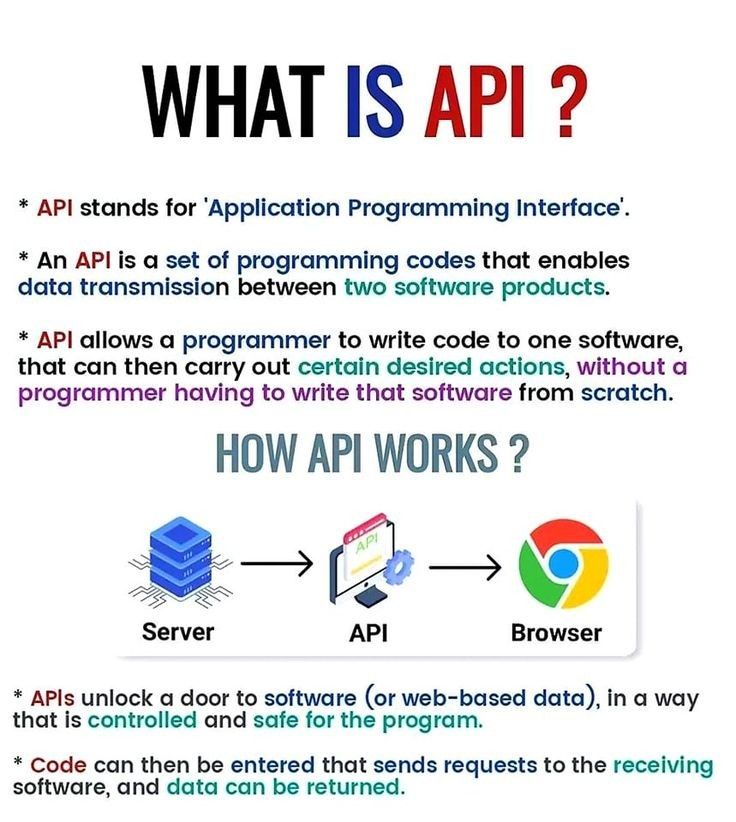 WHAT IS API ?
* API stands for 'Application Programming Interface'.
* An API is a set of programming codes that enables
data transmission between two software products.
* API allows a programmer to write code to one software,
that can then carry out certain desired actions, without a
programmer having to write that software from scratch.
HOW API WORKS ?
API
Server
API
Browser
* APIs unlock a door to software (or web-based data), in a way
that is controlled and safe for the program.
* Code can then be entered that sends requests to the receiving
software, and data can be returned.